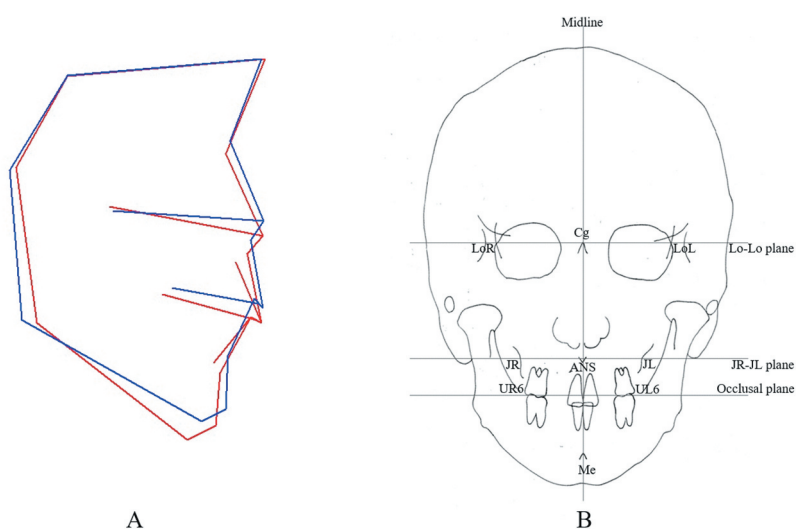 Midline
Cg
LoR
LoL
Lo-Lo plane
JR
ANS
JL
JR-JL plane
UR6
UL6
Occlusal plane
Me
A
B